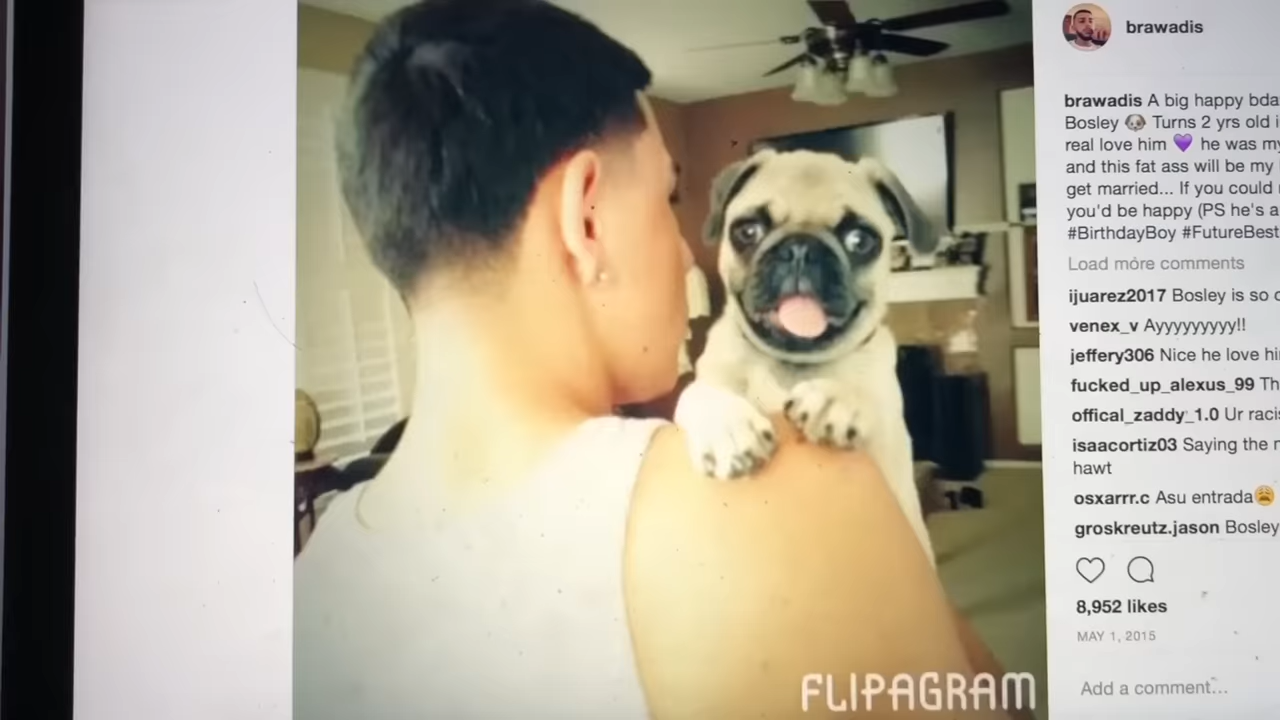 brawadis
brawadis A big happy bda
Bosley 🐶 Turns 2 yrs old i
real love him 💜 he was my
and this fat ass will be my
get married... If you could
you'd be happy (PS he's a
#BirthdayBoy #FutureBest
Load more comments
ijuarez2017 Bosley is so
venex_v Ayyyyyyyyy!!
jeffery306 Nice he love hi
fucked_up_alexus_99 Th
offical_zaddy_1.0 Ur raci
isaacortiz03 Saying the
hawt
osxarrr.c Asu entrada😩
groskreutz.jason Bosley
8,952 likes
MAY 1, 2015
Add a comment...
FLIPAGRAM